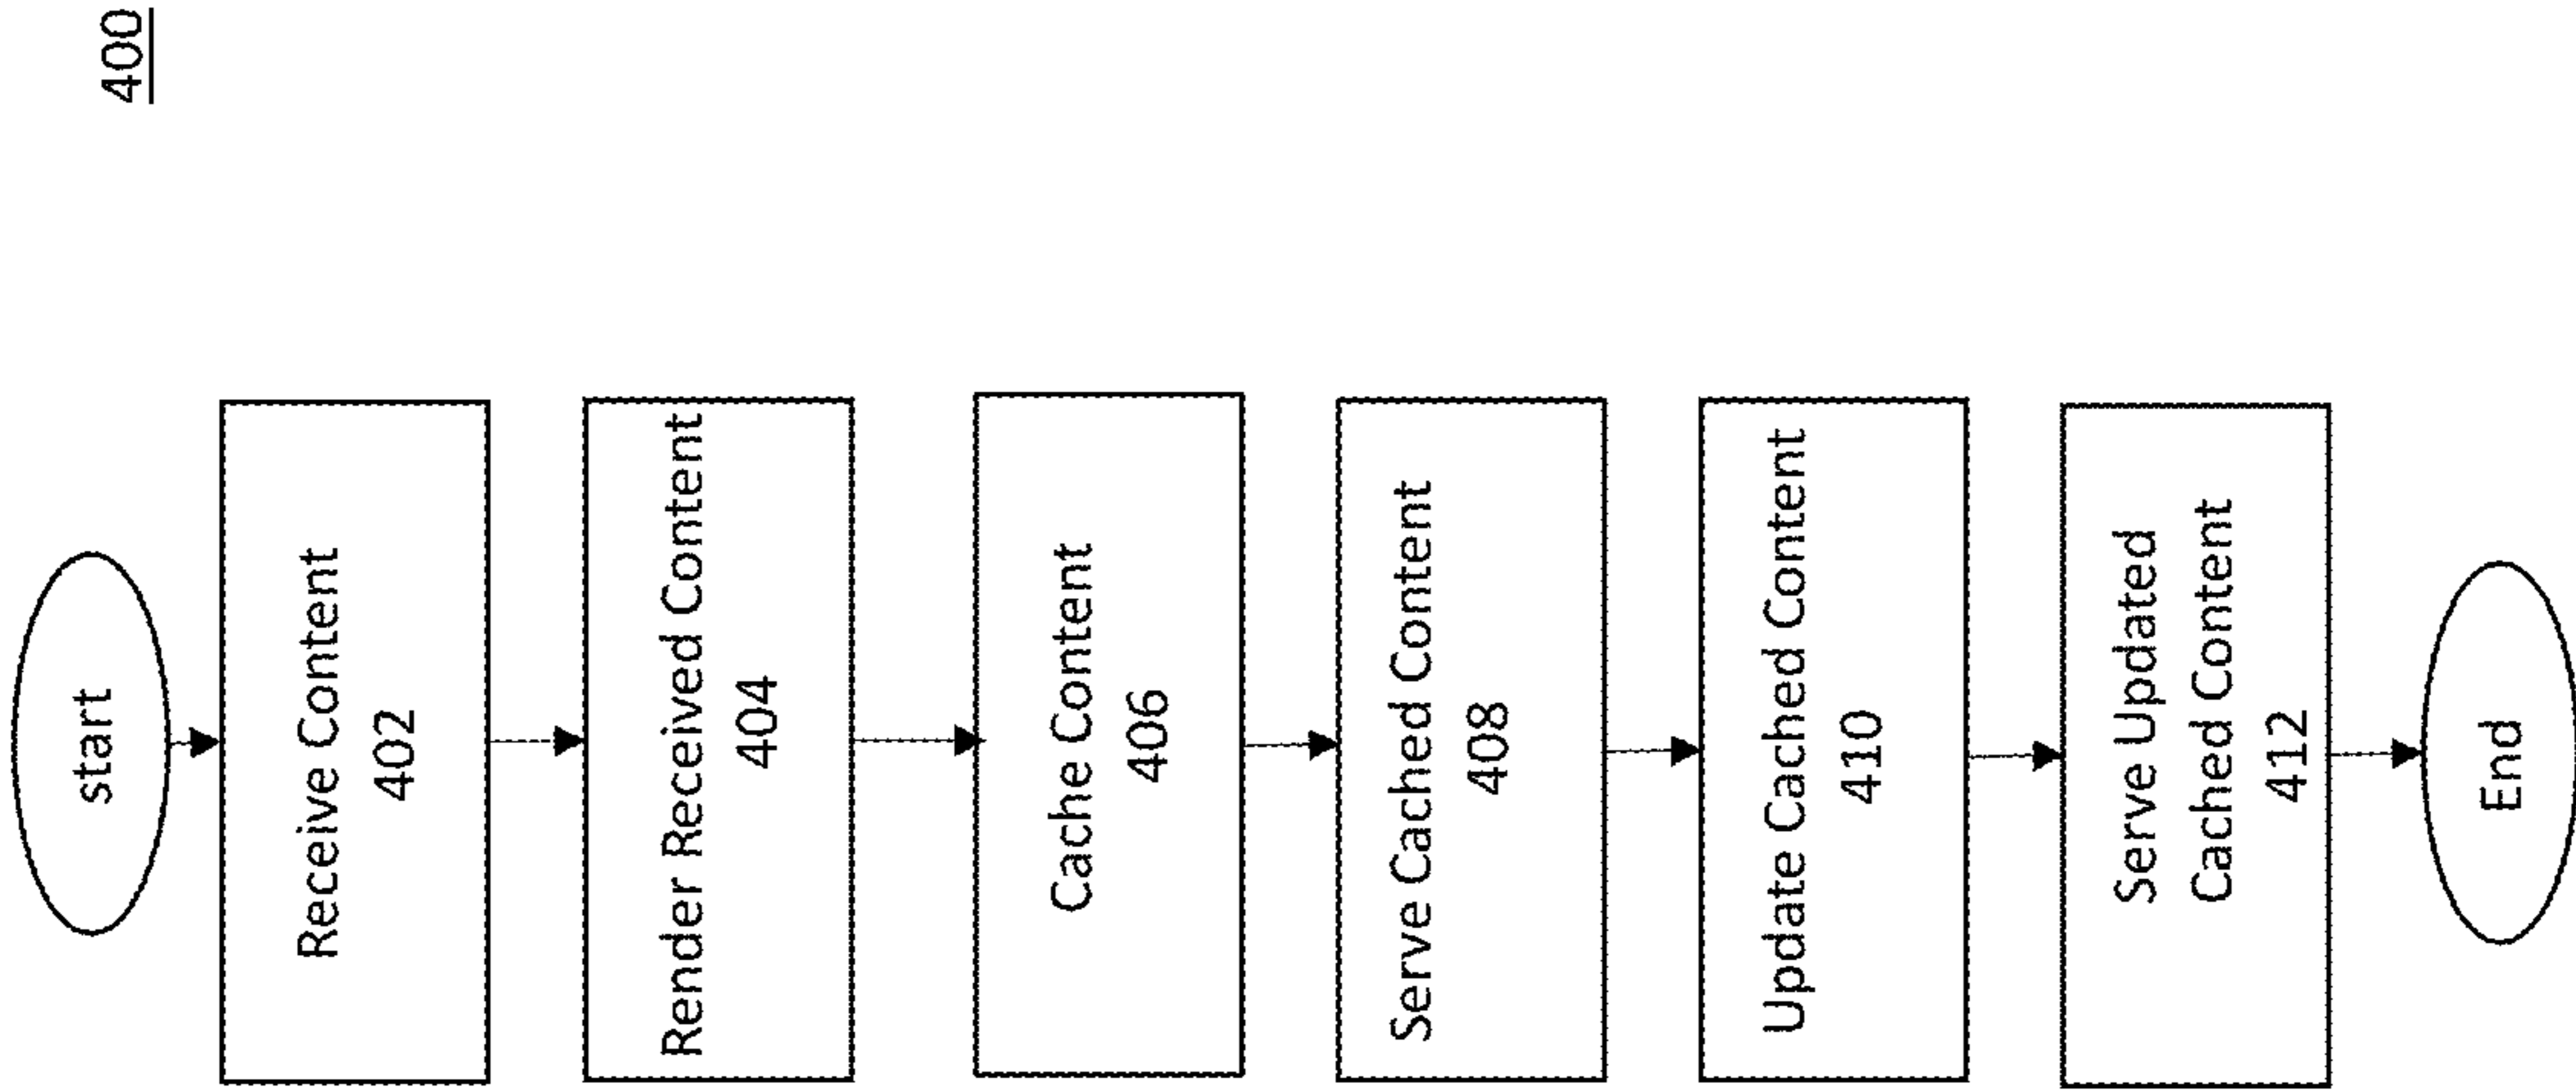 400
start
Receive Content
402
Render Received Content
404
Cache Content
406
Serve Cached Content
408
Update Cached Content
410
Serve Updated
Cached Content
412
End